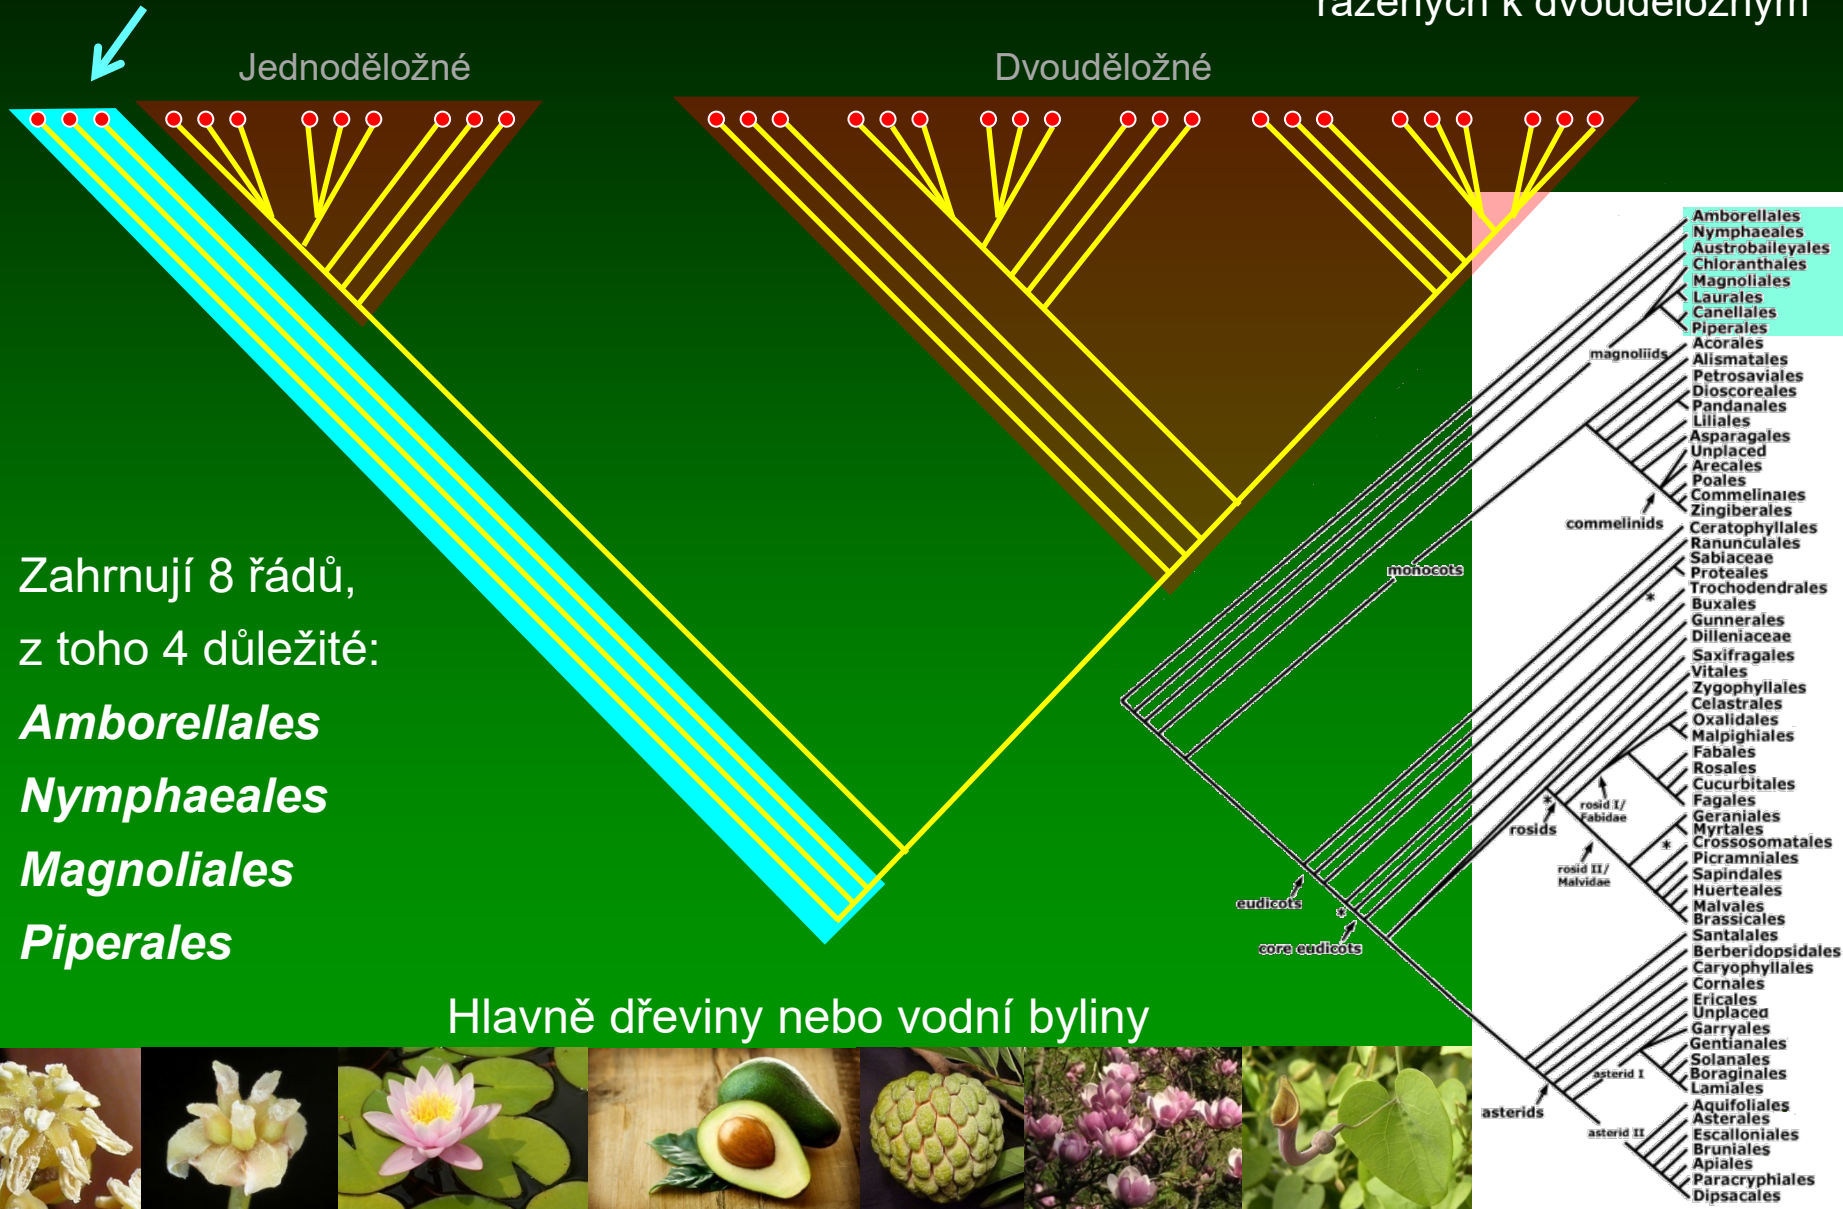 řazených k dvouděložným
Jednoděložné
Dvouděložné
Zahrnují 8 řádů,
z toho 4 důležité:
Amborellales
Nymphaeales
Magnoliales
Piperales
Hlavně dřeviny nebo vodní byliny
Amborellales
Nymphaeales
Austrobaileyales
Chloranthales
Magnoliales
Laurales
Canellales
Piperales
magnoliids
Acorales
Alismatales
Petrosaviales
Dioscoreales
Pandanales
Liliales
Asparagales
Unplaced
Arecales
Poales
Commelinales
Zingiberales
commelinids
monocots
Ceratophyllales
Ranunculales
Sabiaceae
Proteales
*
Trochodendrales
Buxales
Gunnerales
Dilleniaceae
Saxifragales
Vitales
Zygophyllales
Celastrales
Oxalidales
Malpighiales
Fabales
Rosales
Cucurbitales
Fagales
rosid I/
Fabidae
*
rosids
Geraniales
Myrtales
Crossosomatales
*
Picramniales
Sapindales
Huerteales
Malvales
Brassicales
rosid II/
Malvidae
eudicots
*
core eudicots
Santalales
Berberidopsidales
Caryophyllales
Cornales
Ericales
Unplaced
Garryales
Gentianales
Solanales
Boraginales
Lamiales
asterid I
asterids
asterid II
Aquifoliales
Asterales
Escalloniales
Bruniales
Apiales
Paracryphiales
Dipsacales